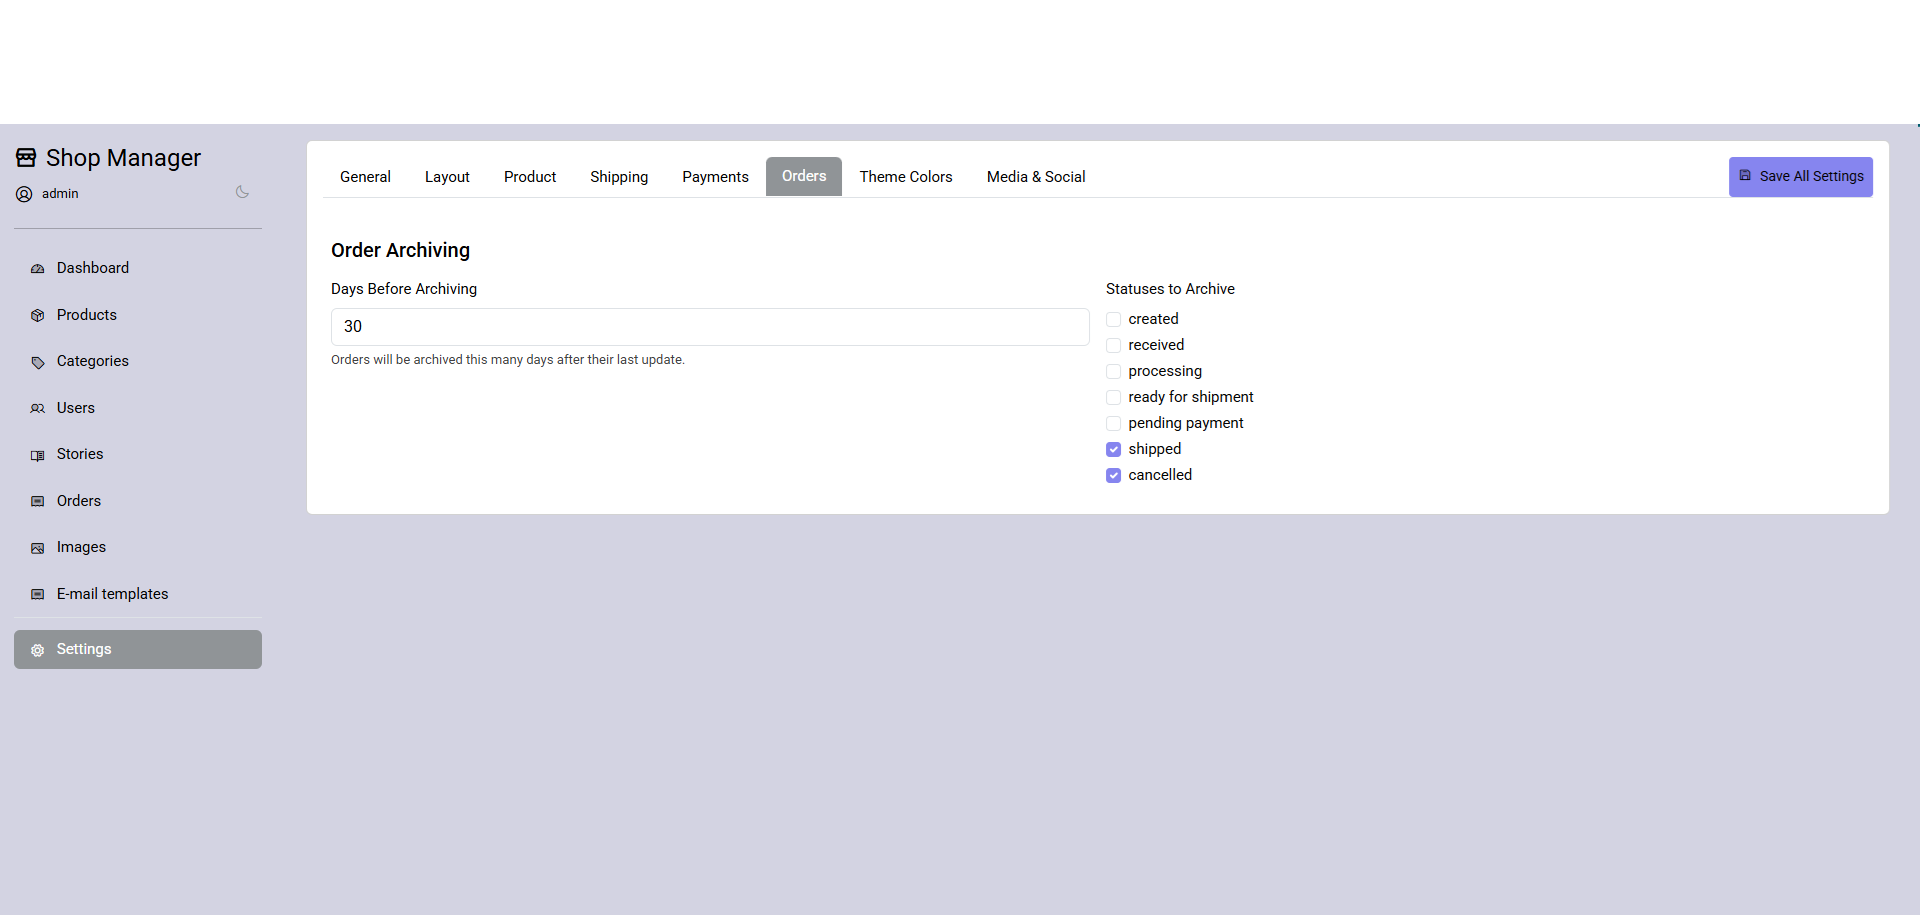 Shop Manager
admin
Dashboard
Products
Categories
Users
Stories
Orders
Images
E-mail templates
Settings
General Layout Product Shipping Payments Orders Theme Colors Media & Social Save All Settings
Order Archiving
Days Before Archiving
30
Orders will be archived this many days after their last update.
Statuses to Archive
created
received
processing
ready for shipment
pending payment
shipped
cancelled